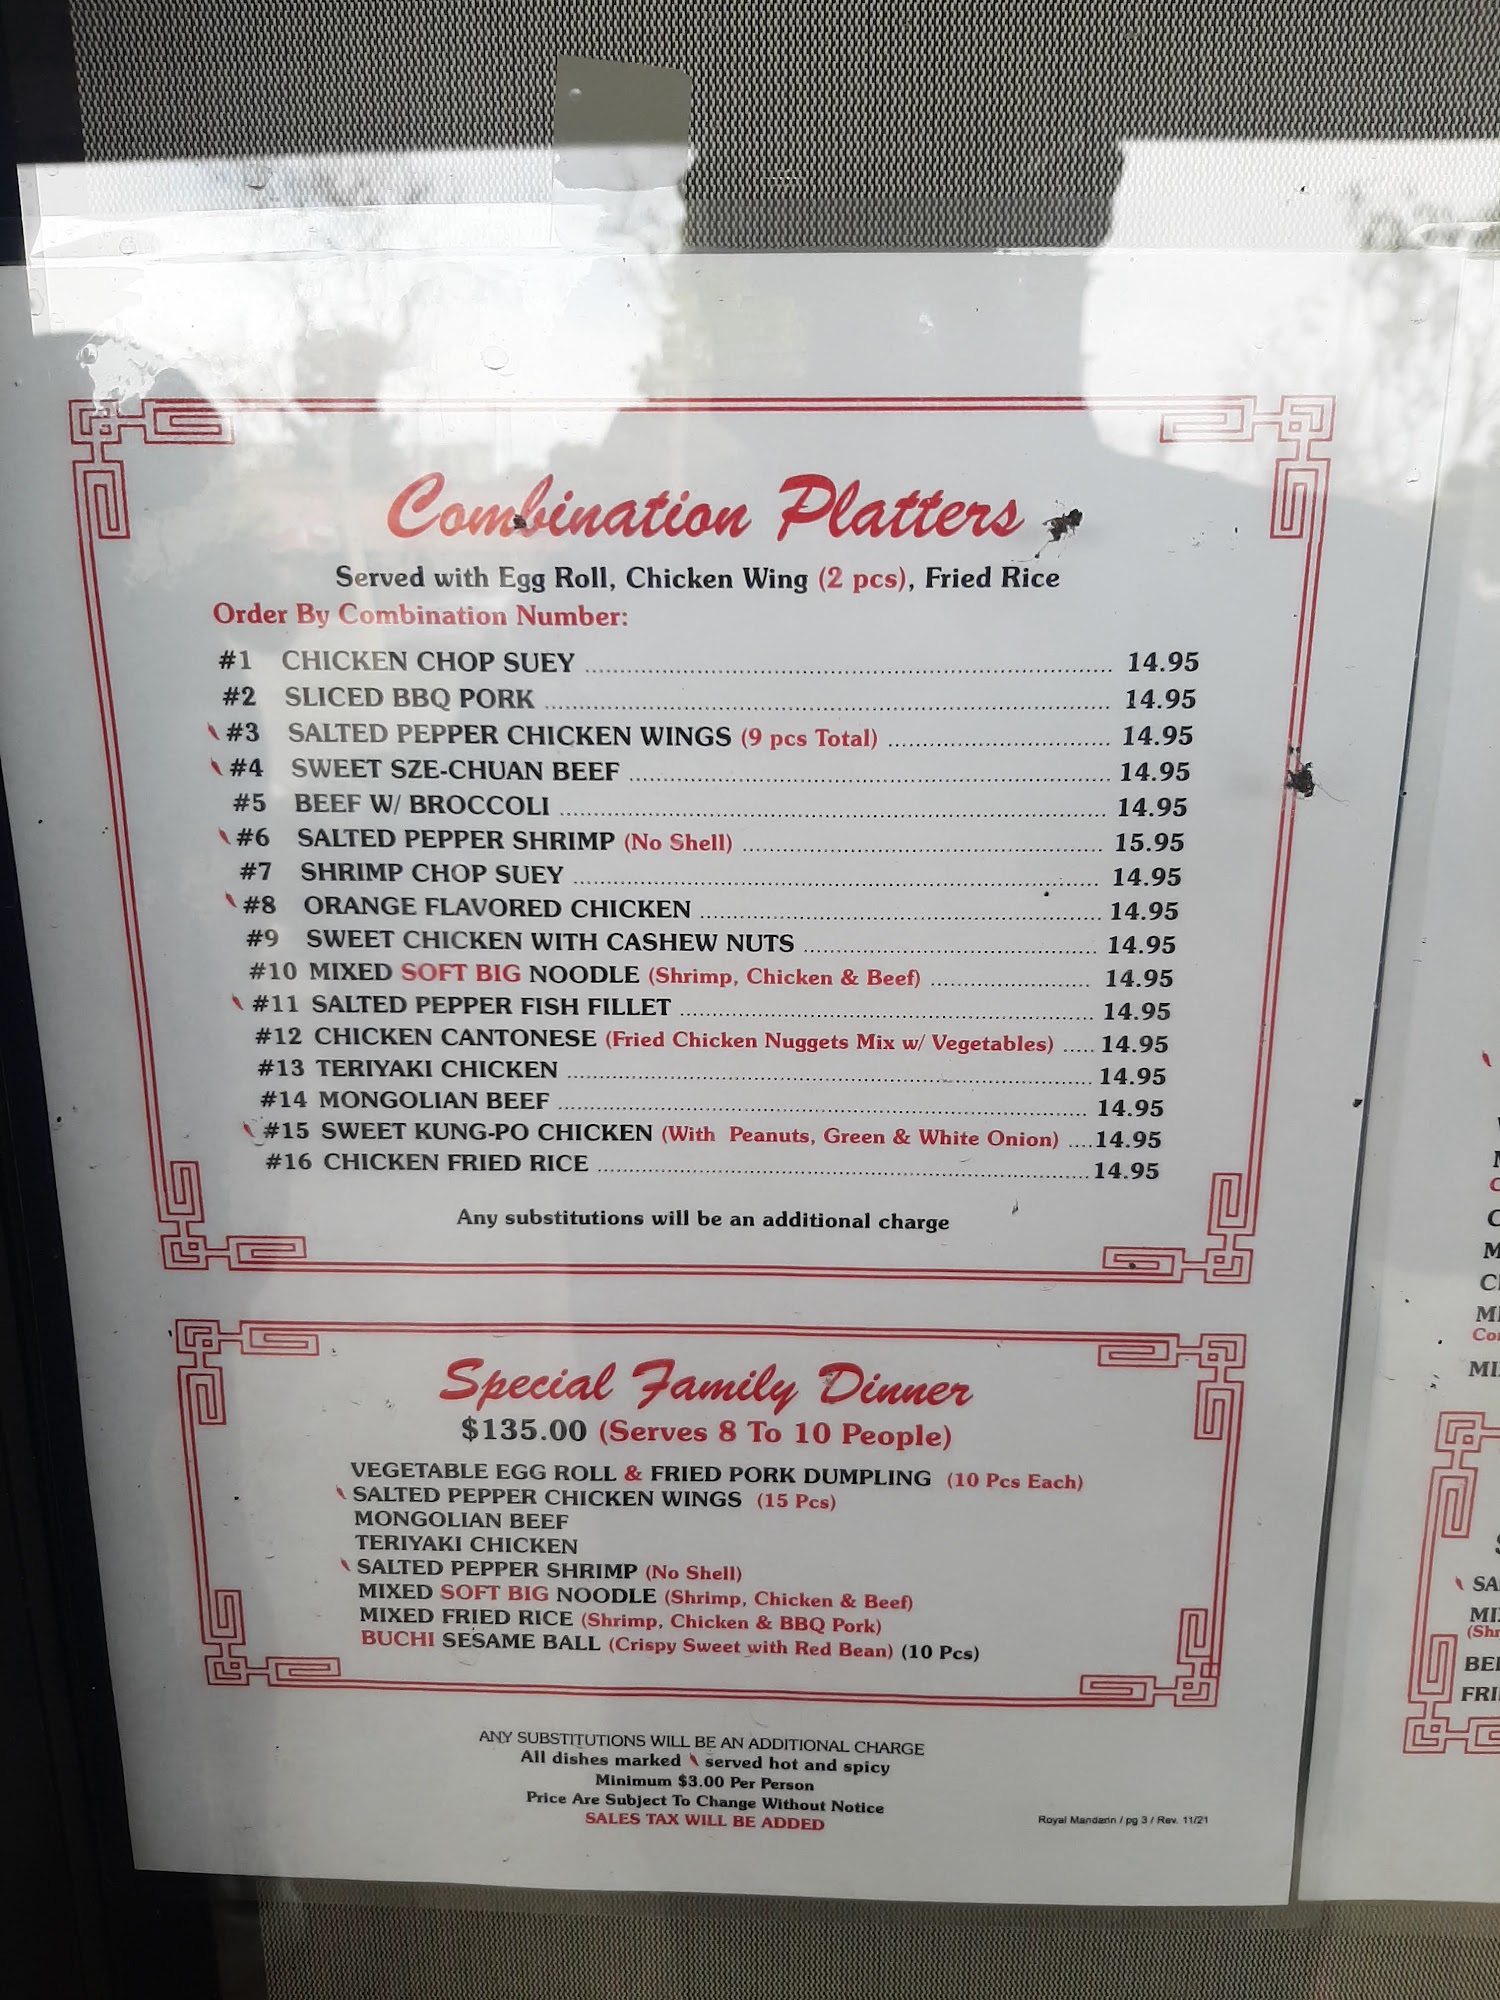 Combination Platters
Served with Egg Roll, Chicken Wing (2 pcs), Fried Rice
Order By Combination Number:
#1 CHICKEN CHOP SUEY 14.95
#2 SLICED BBQ PORK 14.95
#3 SALTED PEPPER CHICKEN WINGS (9 pcs Total) 14.95
#4 SWEET SZE-CHUAN BEEF 14.95
#5 BEEF W/ BROCCOLI 14.95
#6 SALTED PEPPER SHRIMP (No Shell) 15.95
#7 SHRIMP CHOP SUEY 14.95
#8 ORANGE FLAVORED CHICKEN 14.95
#9 SWEET CHICKEN WITH CASHEW NUTS 14.95
#10 MIXED SOFT BIG NOODLE (Shrimp, Chicken & Beef) 14.95
#11 SALTED PEPPER FISH FILLET 14.95
#12 CHICKEN CANTONESE (Fried Chicken Nuggets Mix w/ Vegetables) 14.95
#13 TERIYAKI CHICKEN 14.95
#14 MONGOLIAN BEEF 14.95
#15 SWEET KUNG-PO CHICKEN (With Peanuts, Green & White Onion) 14.95
#16 CHICKEN FRIED RICE 14.95
Any substitutions will be an additional charge
Special Family Dinner
$135.00 (Serves 8 To 10 People)
VEGETABLE EGG ROLL & FRIED PORK DUMPLING (10 Pcs Each)
SALTED PEPPER CHICKEN WINGS (15 Pcs)
MONGOLIAN BEEF
TERIYAKI CHICKEN
SALTED PEPPER SHRIMP (No Shell)
MIXED SOFT BIG NOODLE (Shrimp, Chicken & Beef)
MIXED FRIED RICE (Shrimp, Chicken & BBQ Pork)
BUCHI SESAME BALL (Crispy Sweet with Red Bean) (10 Pcs)
ANY SUBSTITUTIONS WILL BE AN ADDITIONAL CHARGE
All dishes marked served hot and spicy
Minimum $3.00 Per Person
Price Are Subject To Change Without Notice
SALES TAX WILL BE ADDED
Royal Mandarin / pg 3 / Rev. 11/21